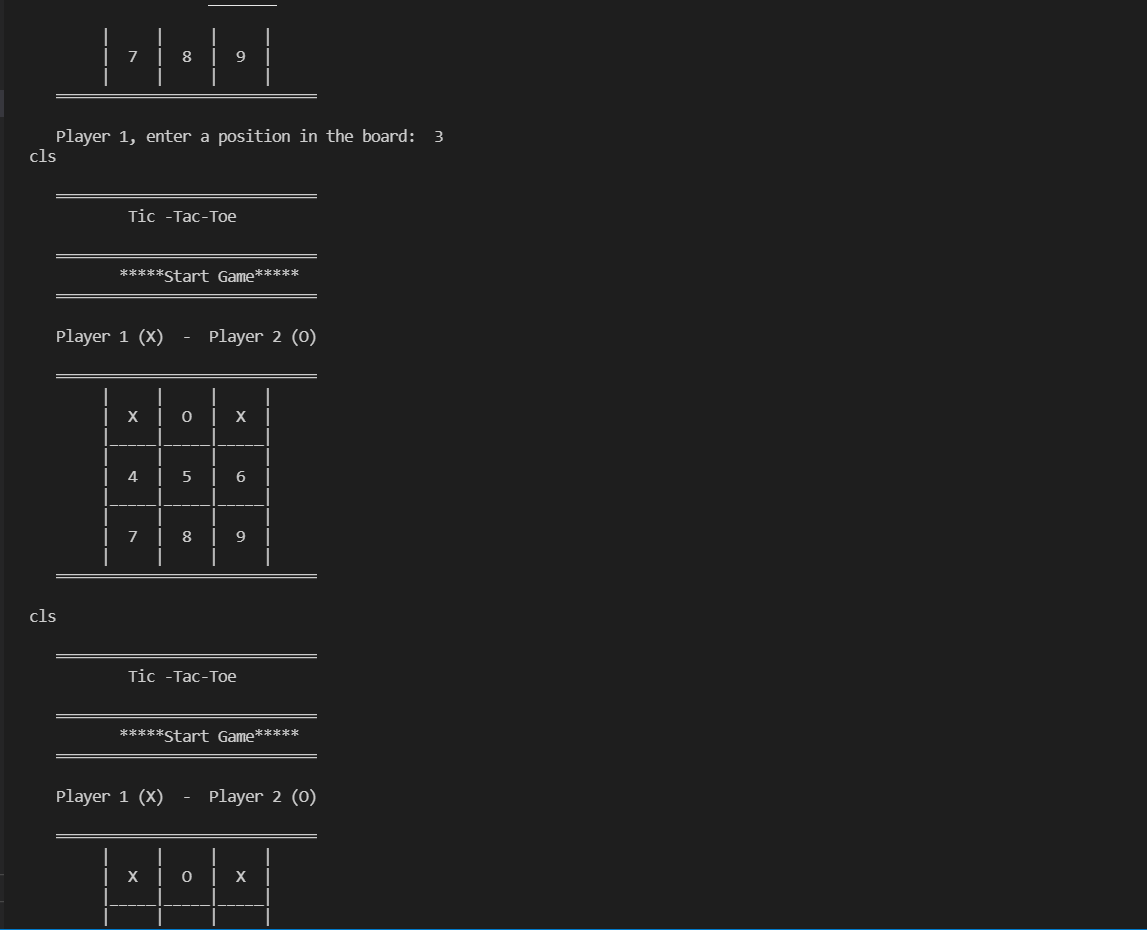 7 8 9
Player 1, enter a position in the board: 3
cls
Tic -Tac-Toe
*****Start Game*****
Player 1 (X) - Player 2 (O)
X O X
4 5 6
7 8 9
cls
Tic -Tac-Toe
*****Start Game*****
Player 1 (X) - Player 2 (O)
X O X